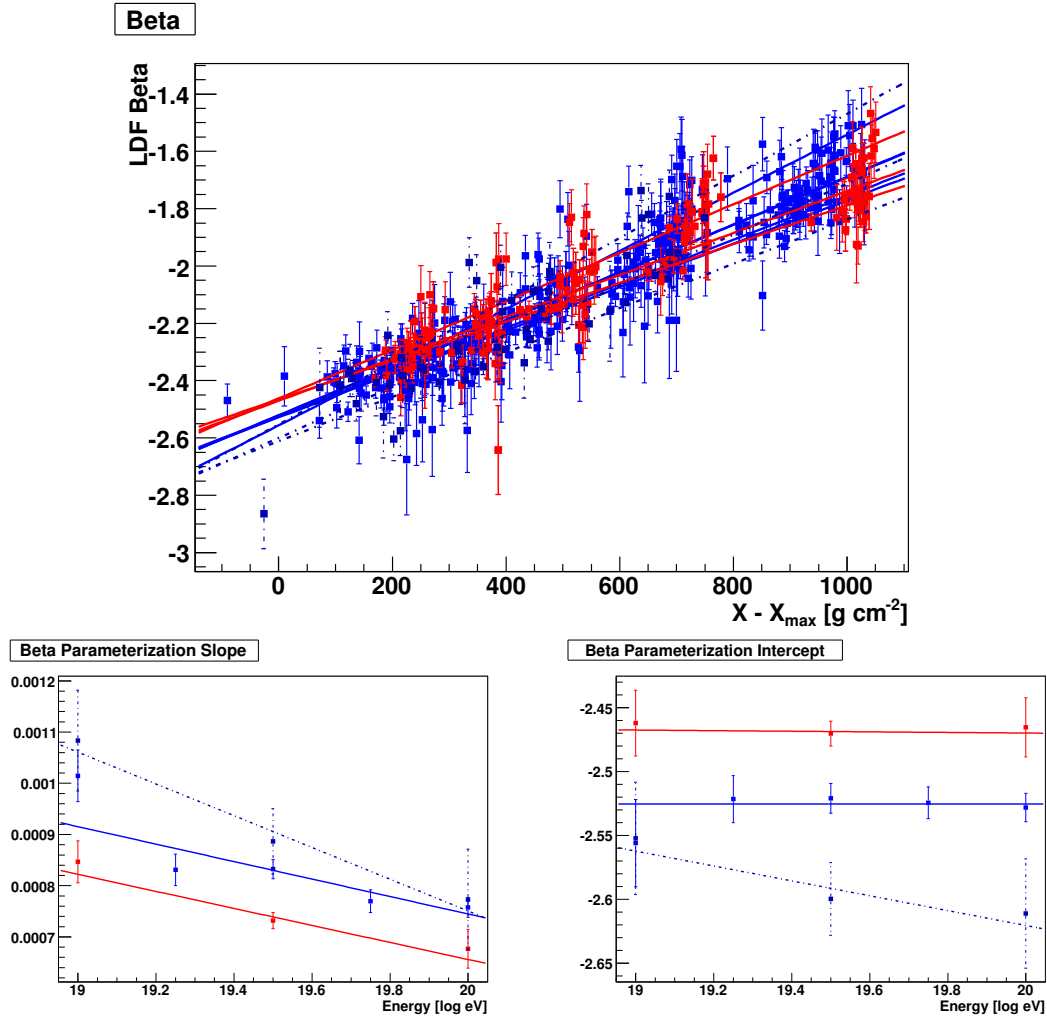 Beta
LDF Beta
-1.4
-1.6
-1.8
-2
-2.2
-2.4
-2.6
-2.8
-3
0 200 400 600 800 1000
X - Xmax [g cm-2]
Beta Parameterization Slope
0.0012
0.0011
0.001
0.0009
0.0008
0.0007
19 19.2 19.4 19.6 19.8 20
Energy [log eV]
Beta Parameterization Intercept
-2.45
-2.5
-2.55
-2.6
-2.65
19 19.2 19.4 19.6 19.8 20
Energy [log eV]